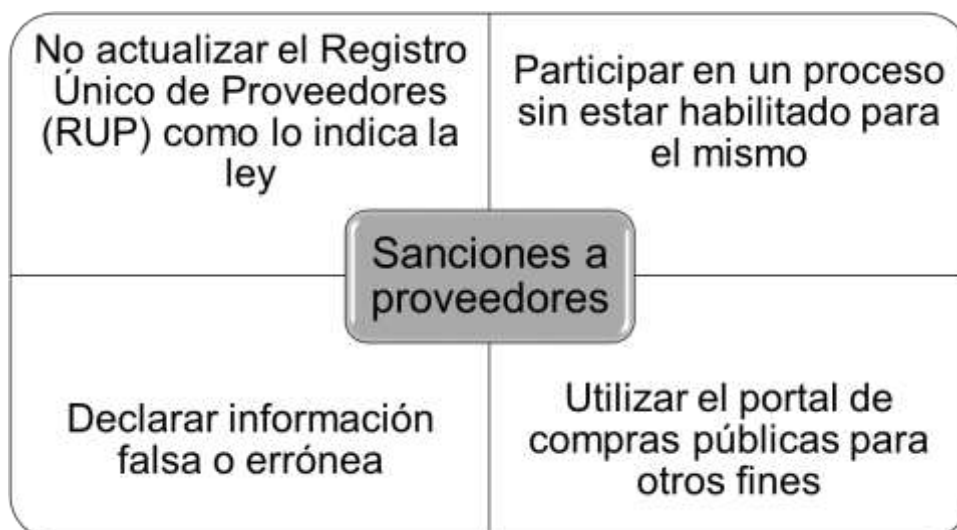 No actualizar el Registro
Único de Proveedores
(RUP) como lo indica la
ley
Participar en un proceso
sin estar habilitado para
el mismo
Sanciones a
proveedores
Declarar información
falsa o errónea
Utilizar el portal de
compras públicas para
otros fines